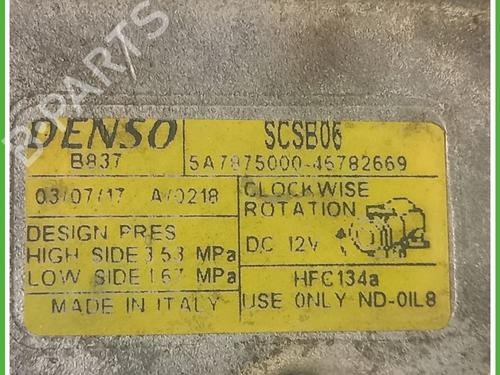 B PARTS
DENSO SCSB06
B837 5A7875000-46782669
03/07/17 A/0218 CLOCKWISE
ROTATION
DESIGN PRES
HIGH SIDE 3.53 MPa DC 12V
LOW SIDE 1.67 MPa
HFC134a
MADE IN ITALY USE ONLY ND-OIL8